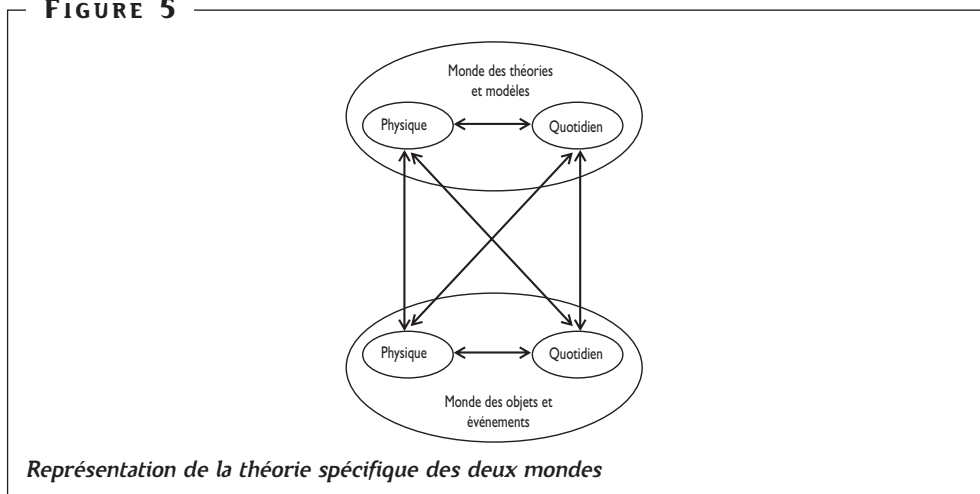 FIGURE 5
Monde des théories
et modèles
Physique
Quotidien
Physique
Quotidien
Monde des objets et
événements
Représentation de la théorie spécifique des deux mondes